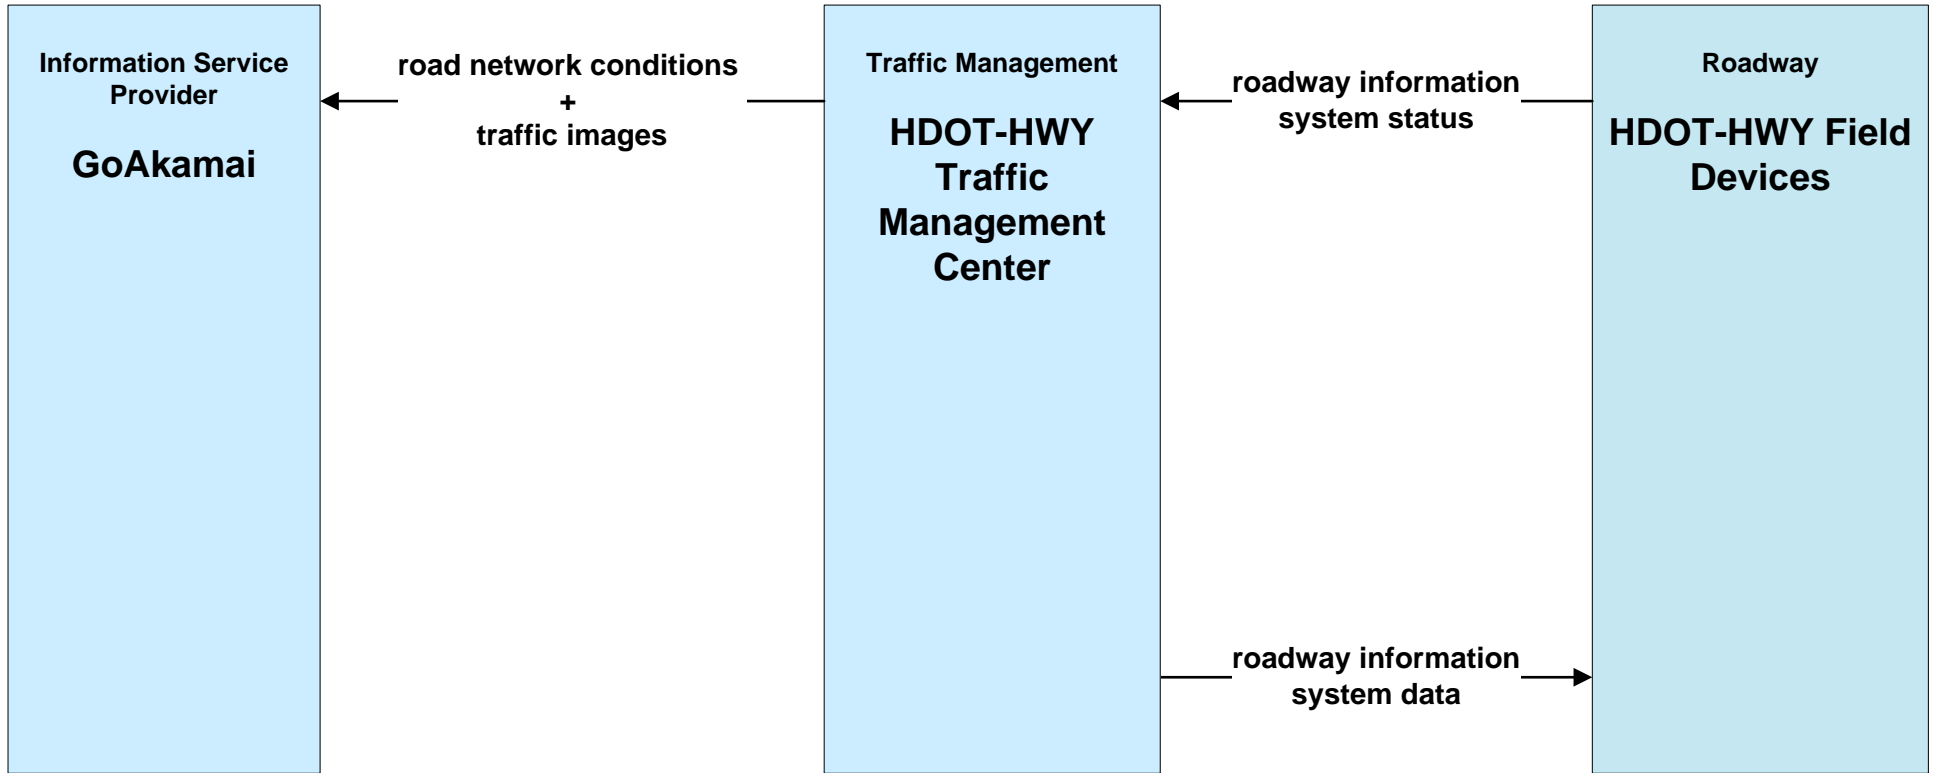 Information Service
Provider
GoAkamai
road network conditions
+
traffic images
Traffic Management
HDOT-HWY
Traffic
Management
Center
roadway information
system status
Roadway
HDOT-HWY Field
Devices
roadway information
system data